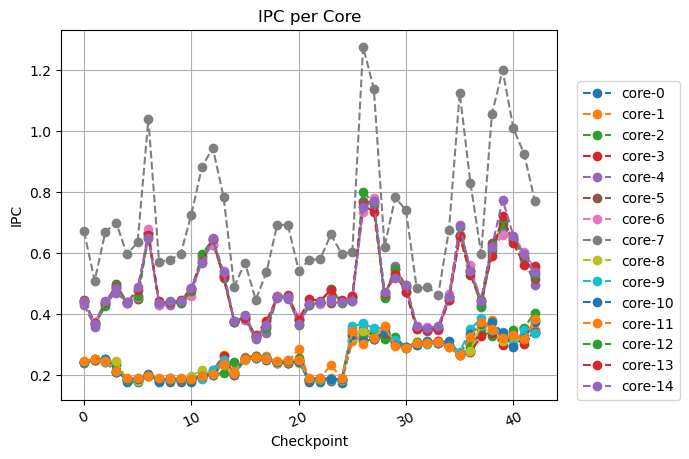 IPC per Core
IPC
1.2
1.0
0.8
0.6
0.4
0.2
0
10
20
30
40
Checkpoint
core-0
core-1
core-2
core-3
core-4
core-5
core-6
core-7
core-8
core-9
core-10
core-11
core-12
core-13
core-14